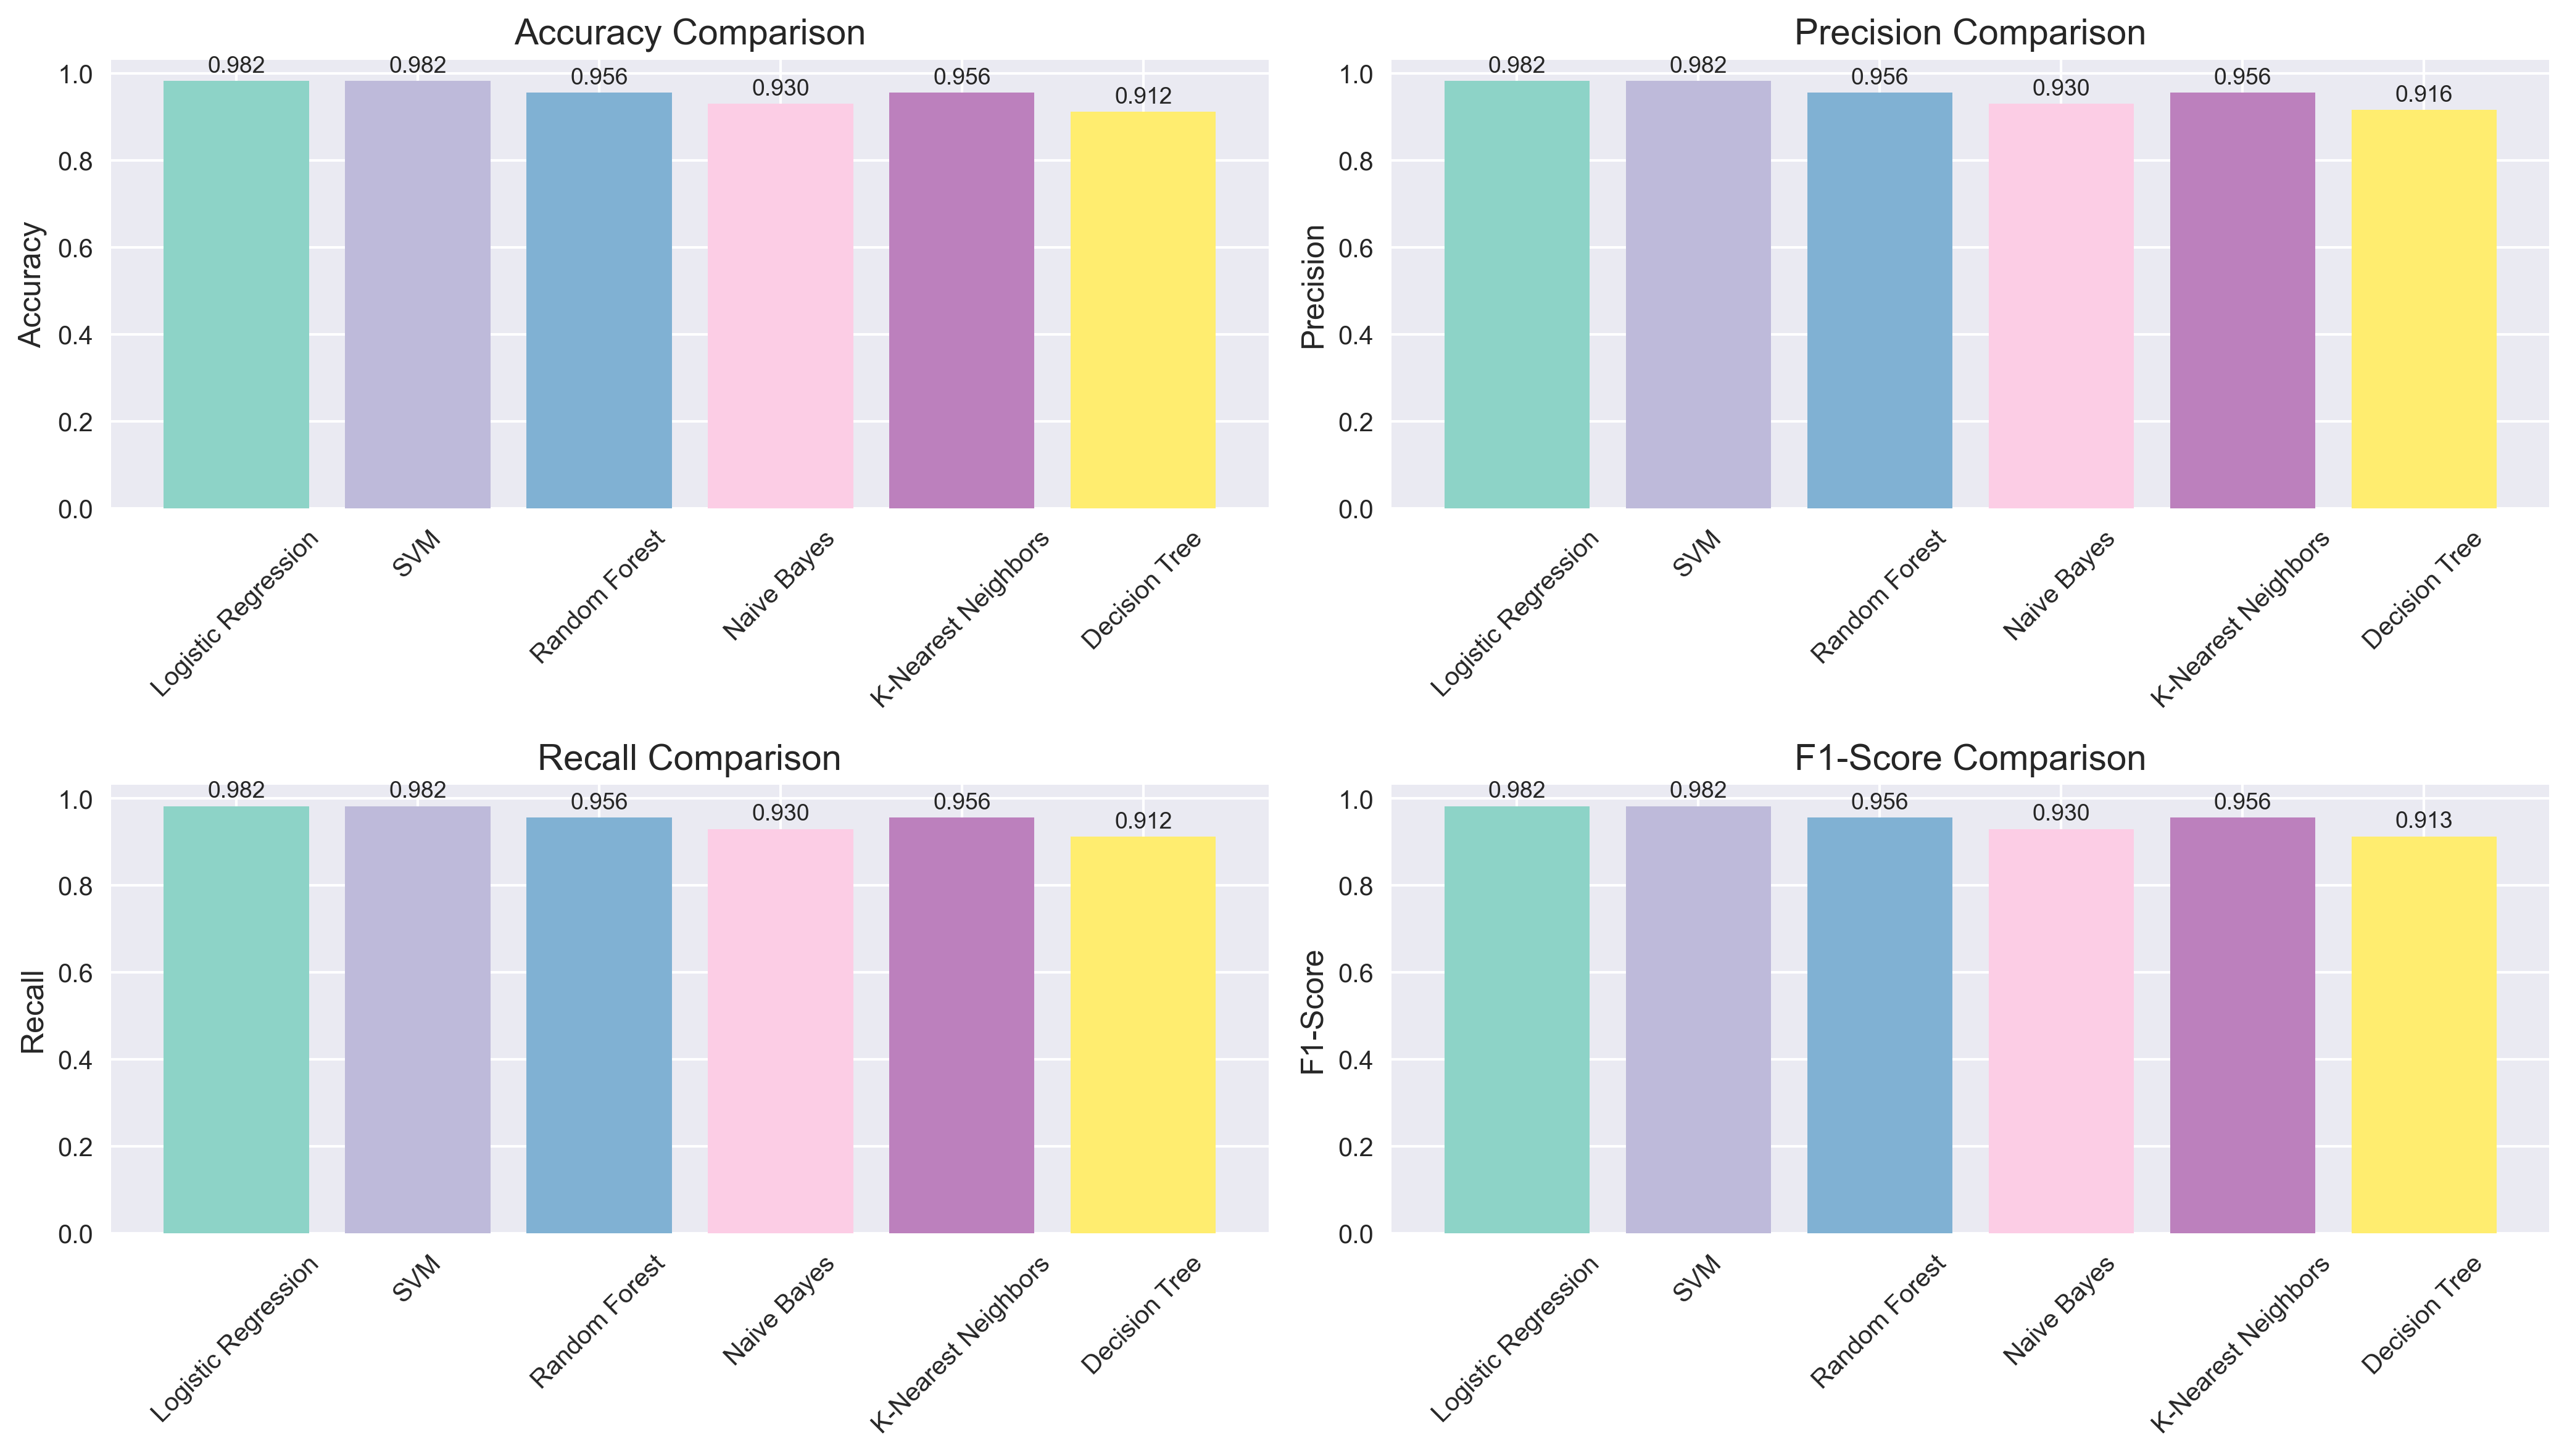 Accuracy Comparison
Accuracy
1.0
0.8
0.6
0.4
0.2
0.0
0.982
0.982
0.956
0.930
0.956
0.912
Logistic Regression
SVM
Random Forest
Naive Bayes
K-Nearest Neighbors
Decision Tree
Precision Comparison
Precision
1.0
0.8
0.6
0.4
0.2
0.0
0.982
0.982
0.956
0.930
0.956
0.916
Logistic Regression
SVM
Random Forest
Naive Bayes
K-Nearest Neighbors
Decision Tree
Recall Comparison
Recall
1.0
0.8
0.6
0.4
0.2
0.0
0.982
0.982
0.956
0.930
0.956
0.912
Logistic Regression
SVM
Random Forest
Naive Bayes
K-Nearest Neighbors
Decision Tree
F1-Score Comparison
F1-Score
1.0
0.8
0.6
0.4
0.2
0.0
0.982
0.982
0.956
0.930
0.956
0.913
Logistic Regression
SVM
Random Forest
Naive Bayes
K-Nearest Neighbors
Decision Tree